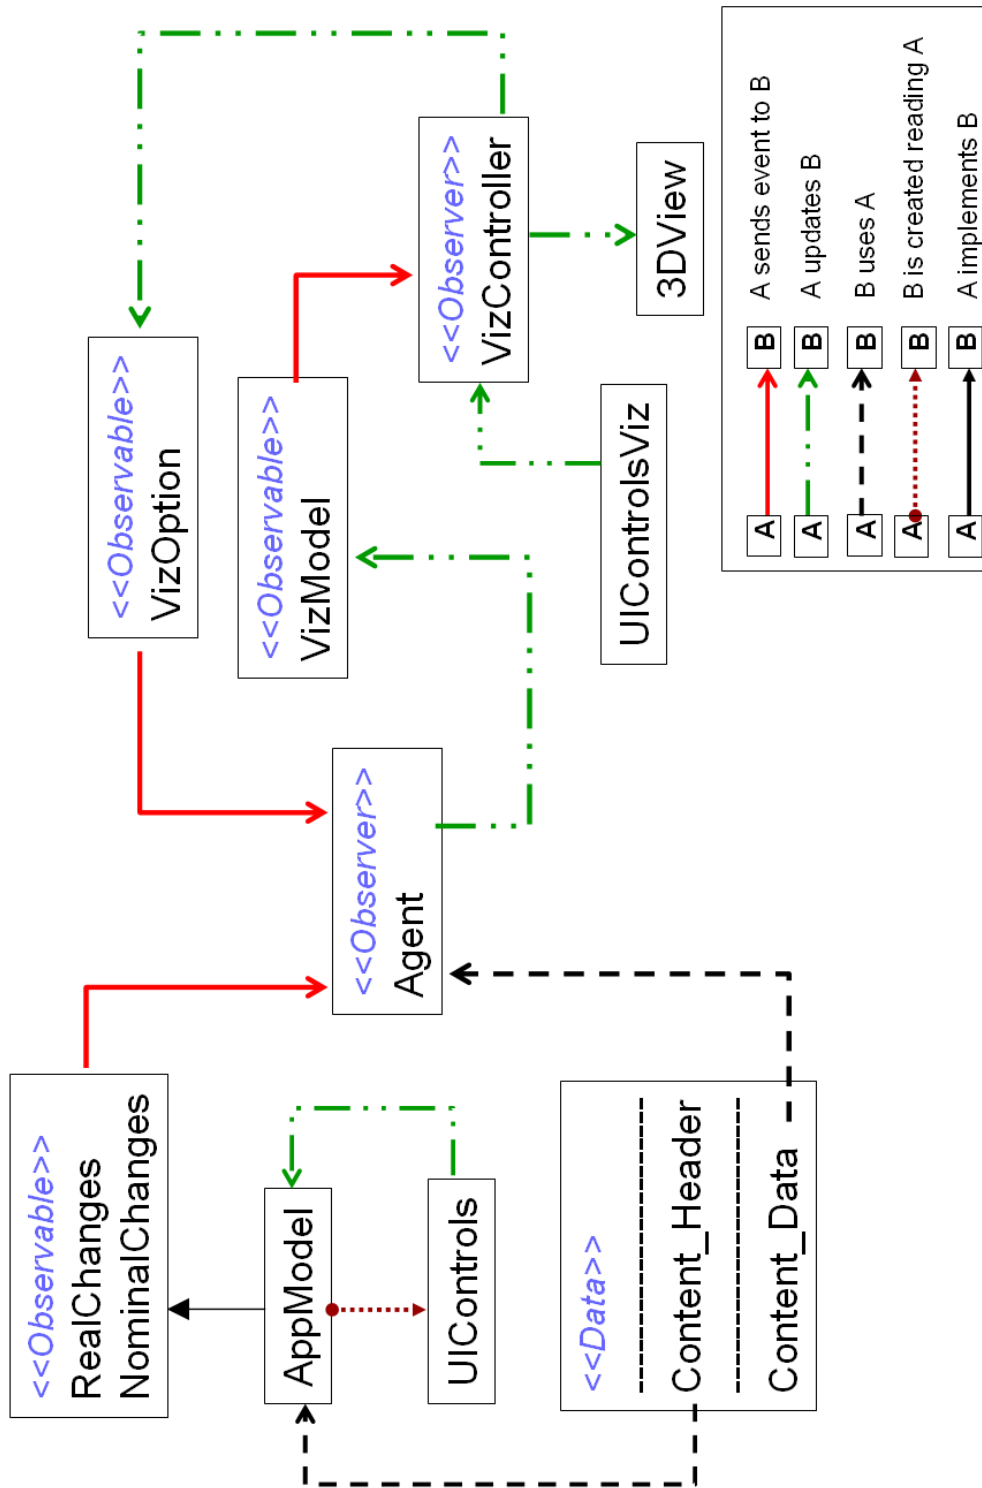 <<Observable>>
RealChanges
NominalChanges
AppModel
UIControls
<<Data>>
Content_Header
Content_Data
<<Observer>>
Agent
<<Observable>>
VizOption
<<Observable>>
VizModel
UIControlsViz
<<Observer>>
VizController
3DView
A B A sends event to B
A B A updates B
A B B uses A
A B B is created reading A
A B A implements B